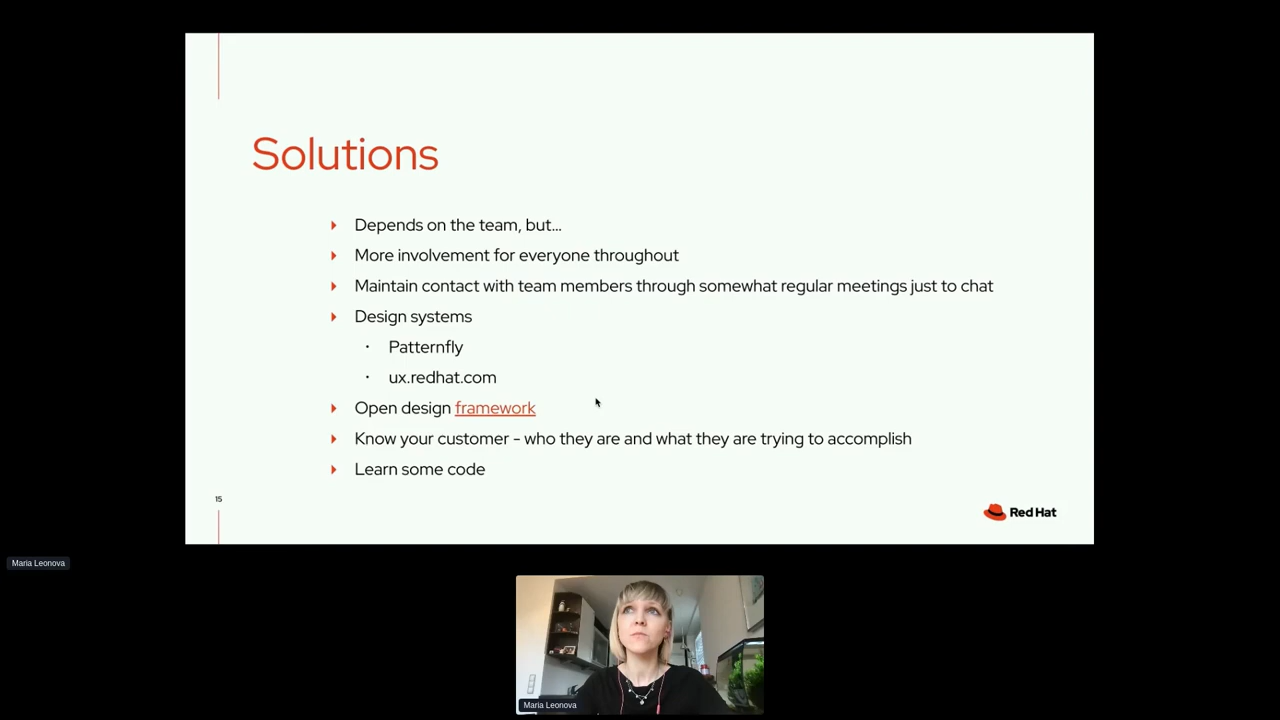 Solutions
Depends on the team, but...
More involvement for everyone throughout
Maintain contact with team members through somewhat regular meetings just to chat
Design systems
Patternfly
ux.redhat.com
Open design framework
Know your customer - who they are and what they are trying to accomplish
Learn some code
15
Red Hat
Maria Leonova
Maria Leonova